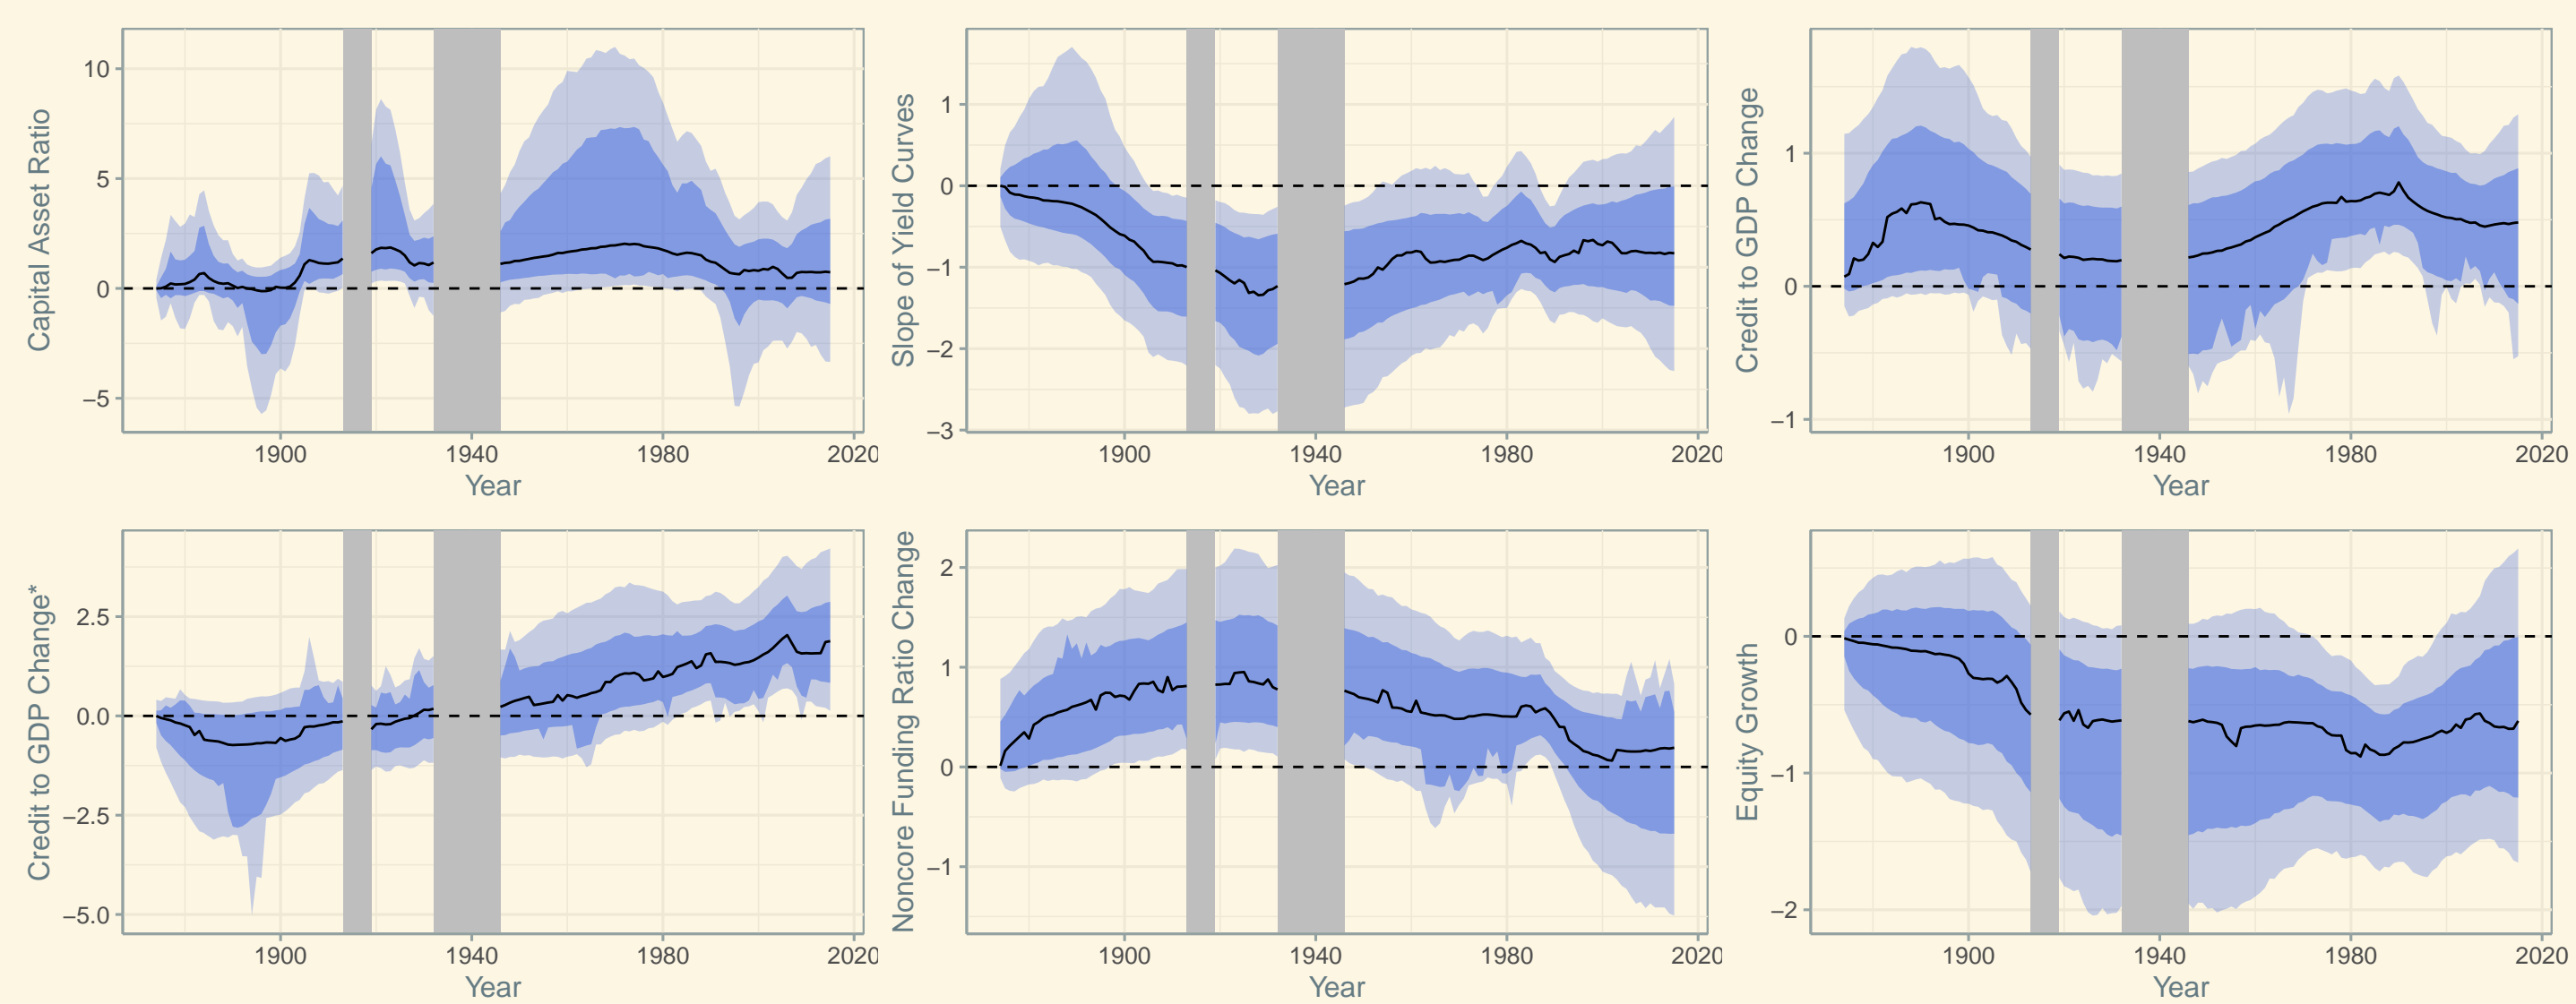 Capital Asset Ratio
10
5
0
−5
1900 1940 1980 2020
Year
Slope of Yield Curves
1
0
−1
−2
−3
1900 1940 1980 2020
Year
Credit to GDP Change
1
0
−1
1900 1940 1980 2020
Year
Credit to GDP Change*
2.5
0.0
−2.5
−5.0
1900 1940 1980 2020
Year
Noncore Funding Ratio Change
2
1
0
−1
1900 1940 1980 2020
Year
Equity Growth
0
−1
−2
1900 1940 1980 2020
Year